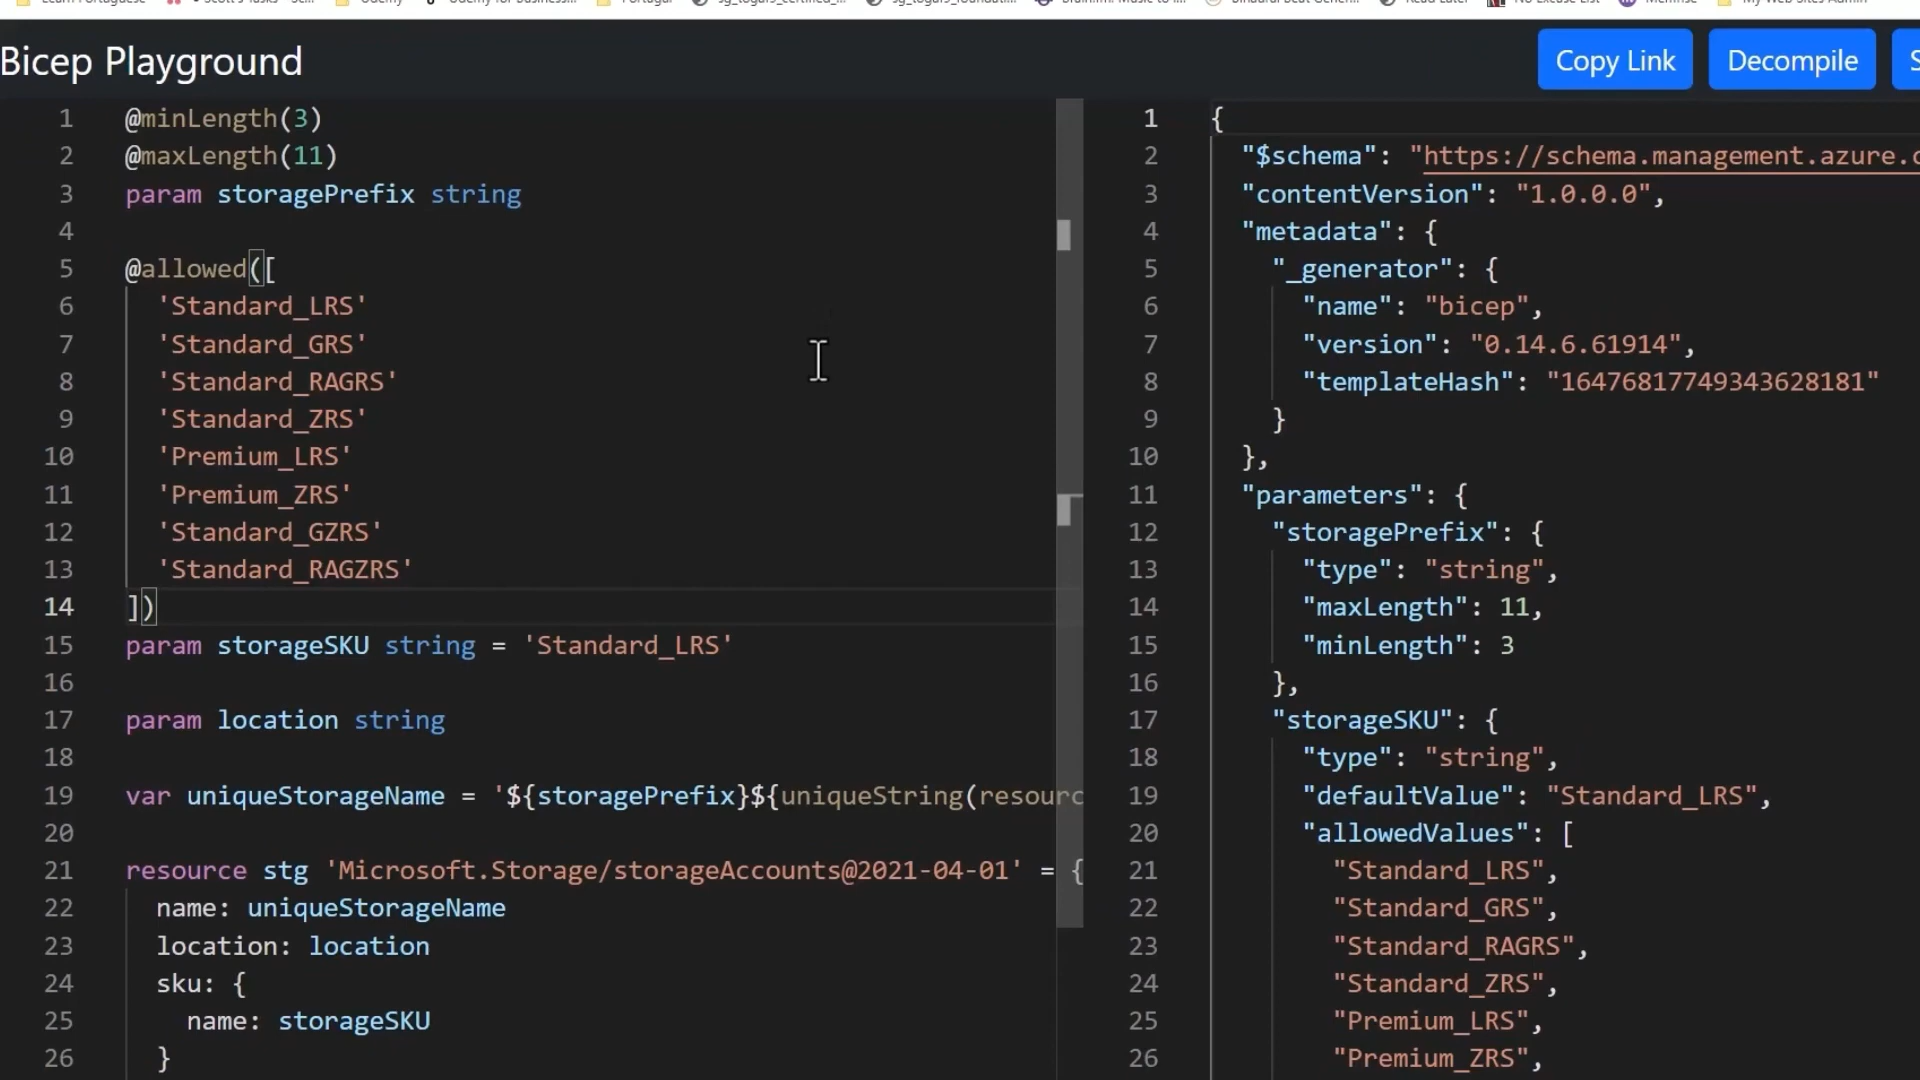 Bicep Playground
Copy Link
Decompile
1 @minLength(3)
2 @maxLength(11)
3 param storagePrefix string
4
5 @allowed([
6 'Standard_LRS'
7 'Standard_GRS'
8 'Standard_RAGRS'
9 'Standard_ZRS'
10 'Premium_LRS'
11 'Premium_ZRS'
12 'Standard_GZRS'
13 'Standard_RAGZRS'
14 ])
15 param storageSKU string = 'Standard_LRS'
16
17 param location string
18
19 var uniqueStorageName = '${storagePrefix}${uniqueString(resourc
20
21 resource stg 'Microsoft.Storage/storageAccounts@2021-04-01' = {
22 name: uniqueStorageName
23 location: location
24 sku: {
25 name: storageSKU
26 }
1 {
2 "$schema": "https://schema.management.azure.c
3 "contentVersion": "1.0.0.0",
4 "metadata": {
5 "_generator": {
6 "name": "bicep",
7 "version": "0.14.6.61914",
8 "templateHash": "16476817749343628181"
9 }
10 },
11 "parameters": {
12 "storagePrefix": {
13 "type": "string",
14 "maxLength": 11,
15 "minLength": 3
16 },
17 "storageSKU": {
18 "type": "string",
19 "defaultValue": "Standard_LRS",
20 "allowedValues": [
21 "Standard_LRS",
22 "Standard_GRS",
23 "Standard_RAGRS",
24 "Standard_ZRS",
25 "Premium_LRS",
26 "Premium_ZRS",